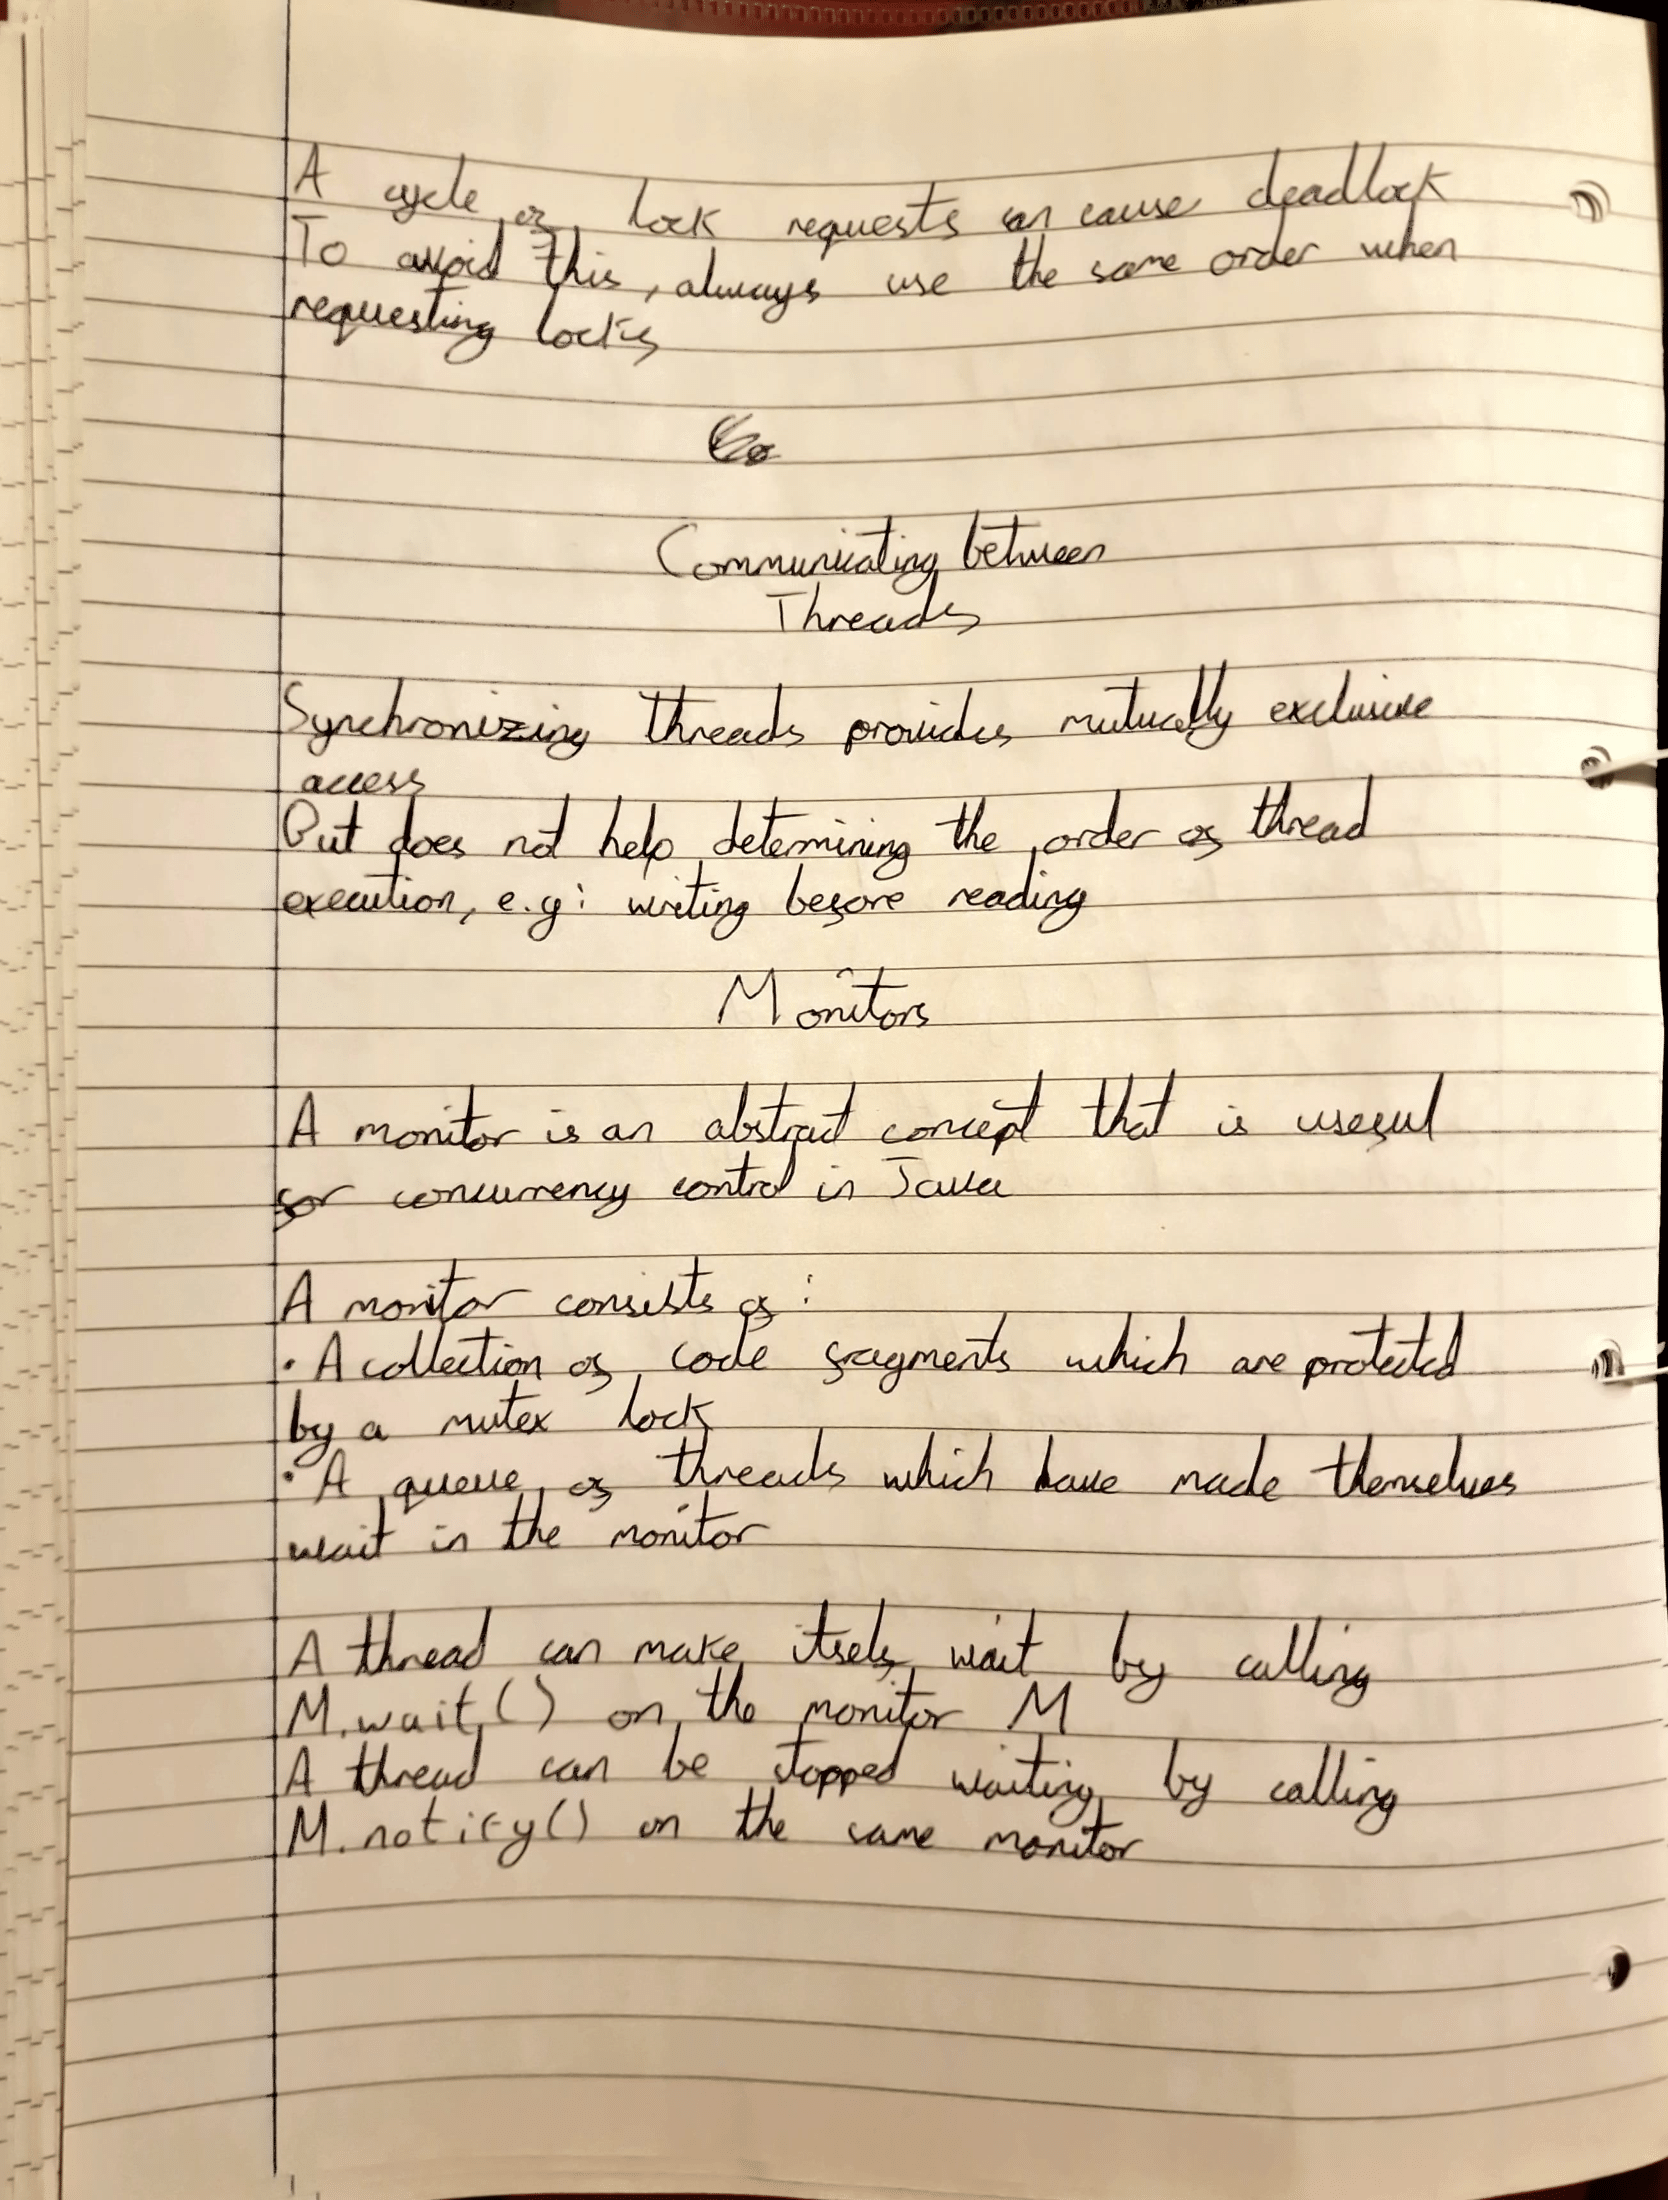 A cycle of lock requests can cause deadlock
To avoid this, always use the same order when
requesting locks
Communicating between
Threads
Synchronizing threads provides mutually exclusive
access
But does not help determining the order of thread
execution, e.g: writing before reading
Monitors
A monitor is an abstract concept that is useful
for concurrency control in Java
A monitor consists of:
• A collection of code fragments which are protected
by a mutex lock
• A queue of threads which have made themselves
wait in the monitor
A thread can make itself wait by calling
M.wait() on the monitor M
A thread can be stopped waiting by calling
M.notify() on the same monitor